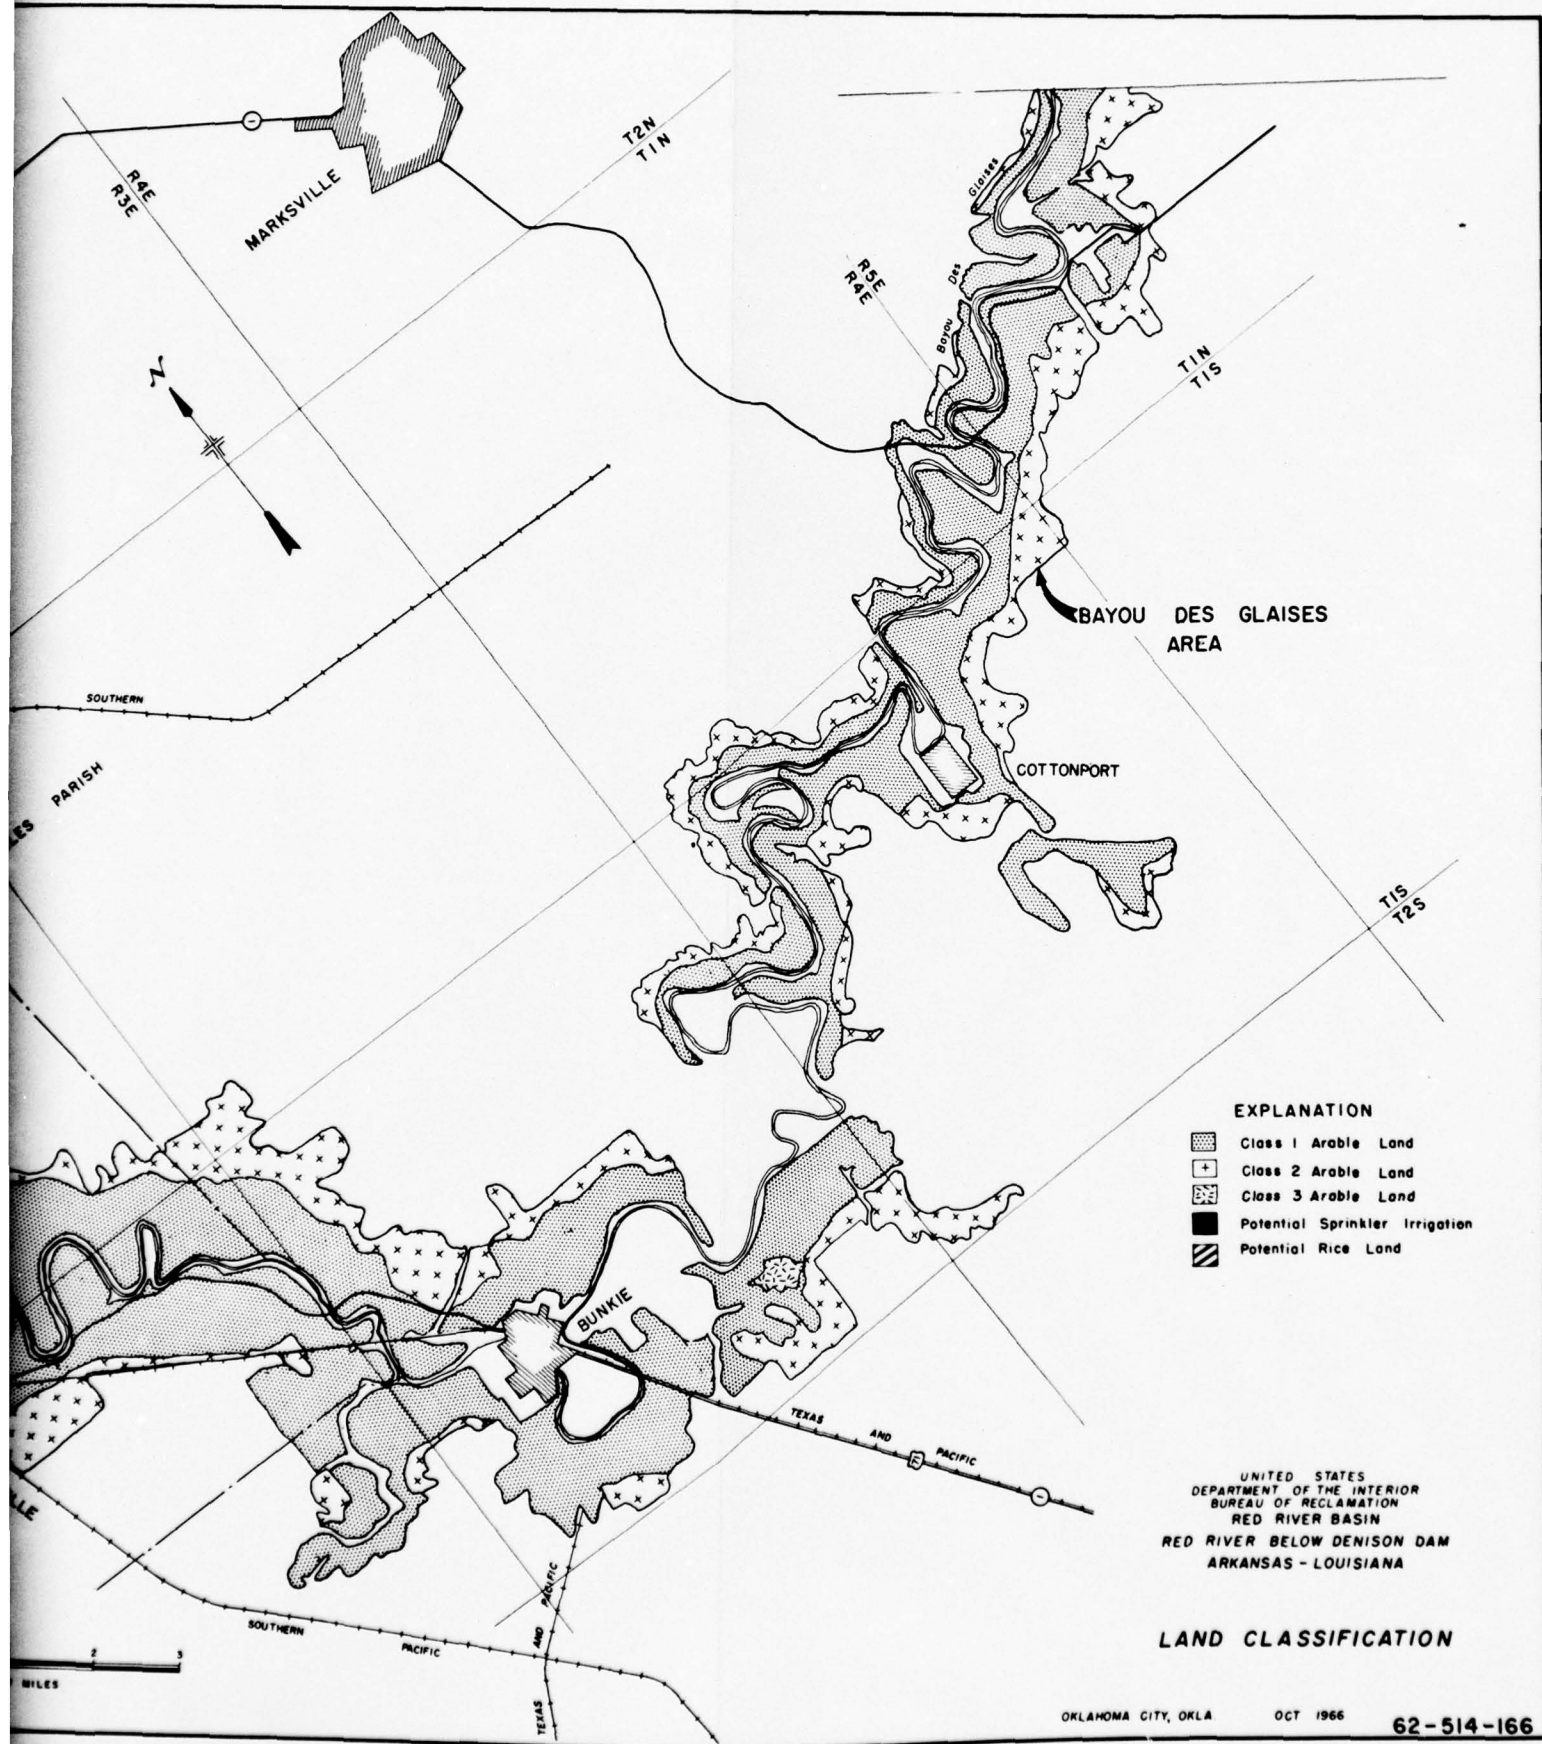 T2N
T1N
R4E
R3E
MARKSVILLE
Glaises
Des
Bayou
R5E
R4E
T1N
T1S
N
BAYOU DES GLAISES
AREA
SOUTHERN
PARISH
LES
COTTONPORT
T1S
T2S
EXPLANATION
Class 1 Arable Land
Class 2 Arable Land
Class 3 Arable Land
Potential Sprinkler Irrigation
Potential Rice Land
BUNKIE
TEXAS AND PACIFIC
LLE
UNITED STATES
DEPARTMENT OF THE INTERIOR
BUREAU OF RECLAMATION
RED RIVER BASIN
RED RIVER BELOW DENISON DAM
ARKANSAS - LOUISIANA
SOUTHERN PACIFIC
TEXAS AND PACIFIC
LAND CLASSIFICATION
2 3
MILES
OKLAHOMA CITY, OKLA OCT 1966 62-514-166